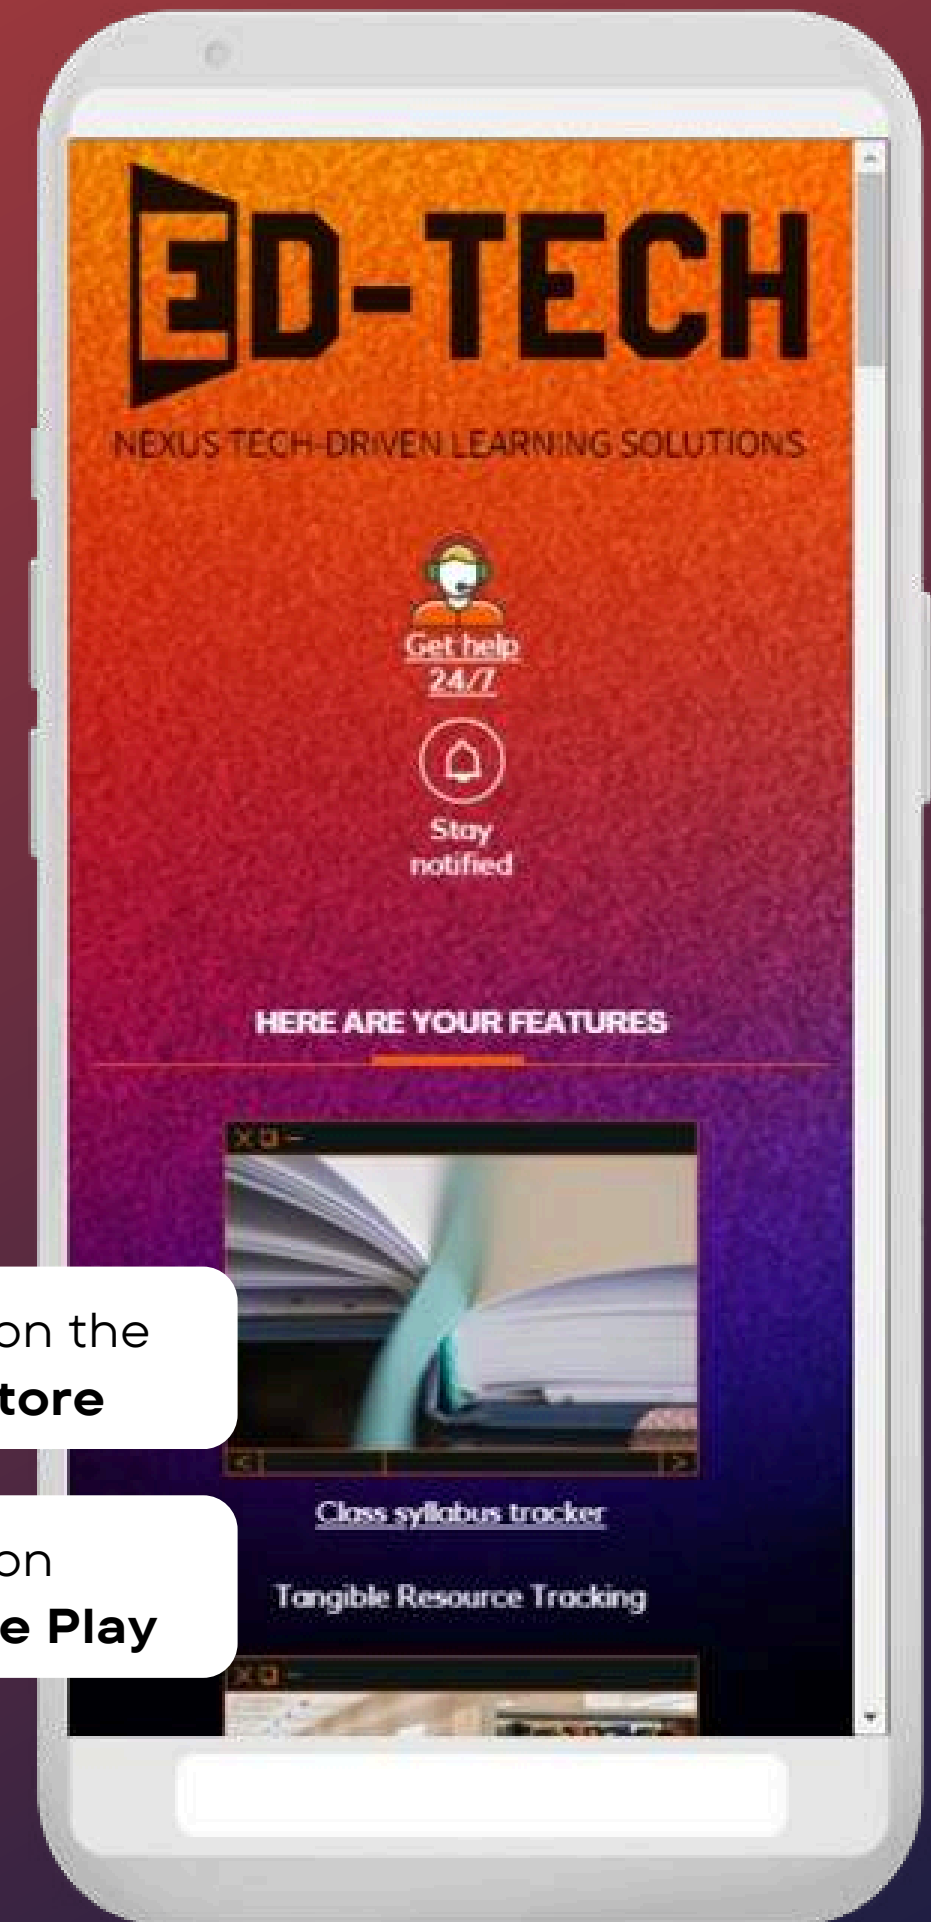 ED-TECH
NEXUS TECH-DRIVEN LEARNING SOLUTIONS
Get help
24/7
Stay
notified
HERE ARE YOUR FEATURES
on the
tore
Class syllabus tracker
on
e Play
Tangible Resource Tracking